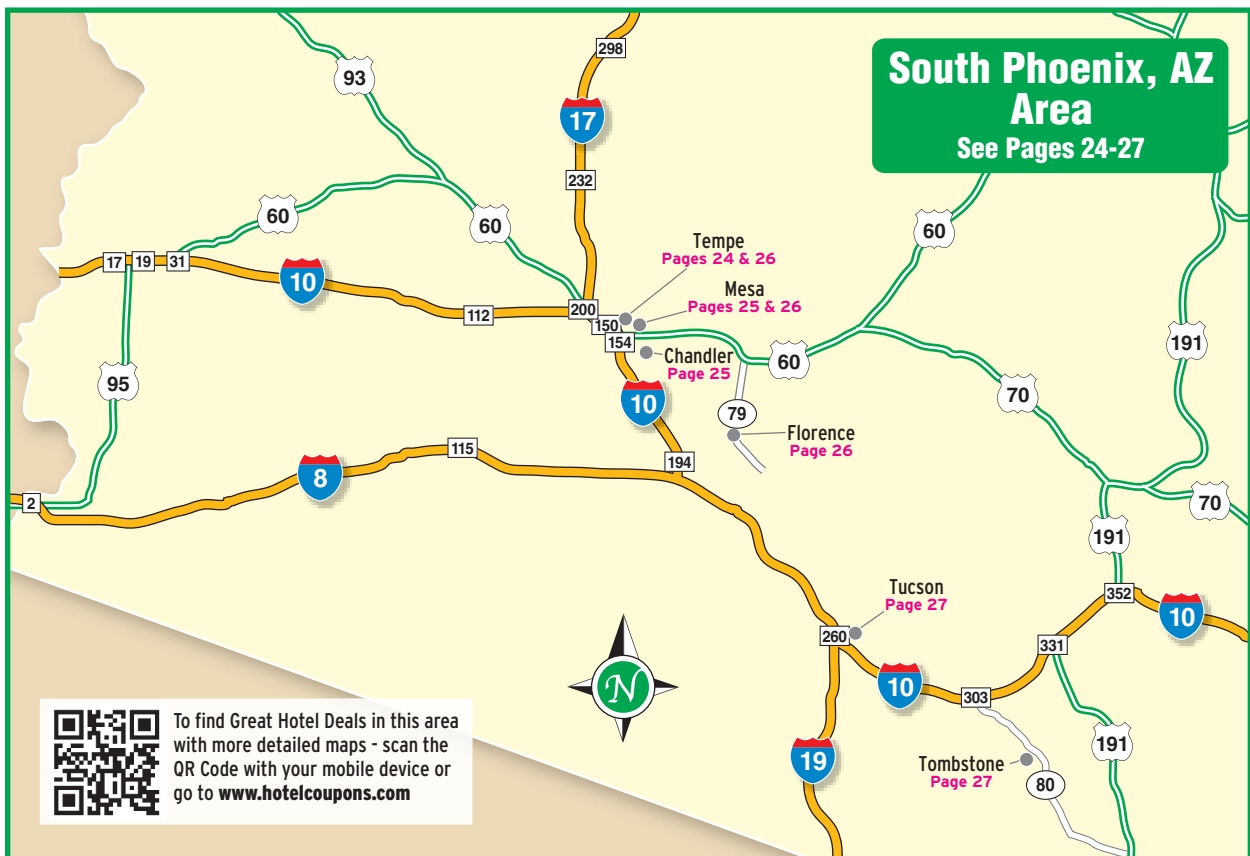 South Phoenix, AZ
Area
See Pages 24-27
298
93
17
232
60
60
60
17
19
31
10
112
200
150
154
Tempe
Pages 24 & 26
Mesa
Pages 25 & 26
Chandler
Page 25
60
191
95
10
79
70
Florence
Page 26
115
194
8
2
70
191
Tucson
Page 27
260
352
10
331
10
303
191
19
Tombstone
Page 27
80
N
To find Great Hotel Deals in this area
with more detailed maps - scan the
QR Code with your mobile device or
go to www.hotelcoupons.com